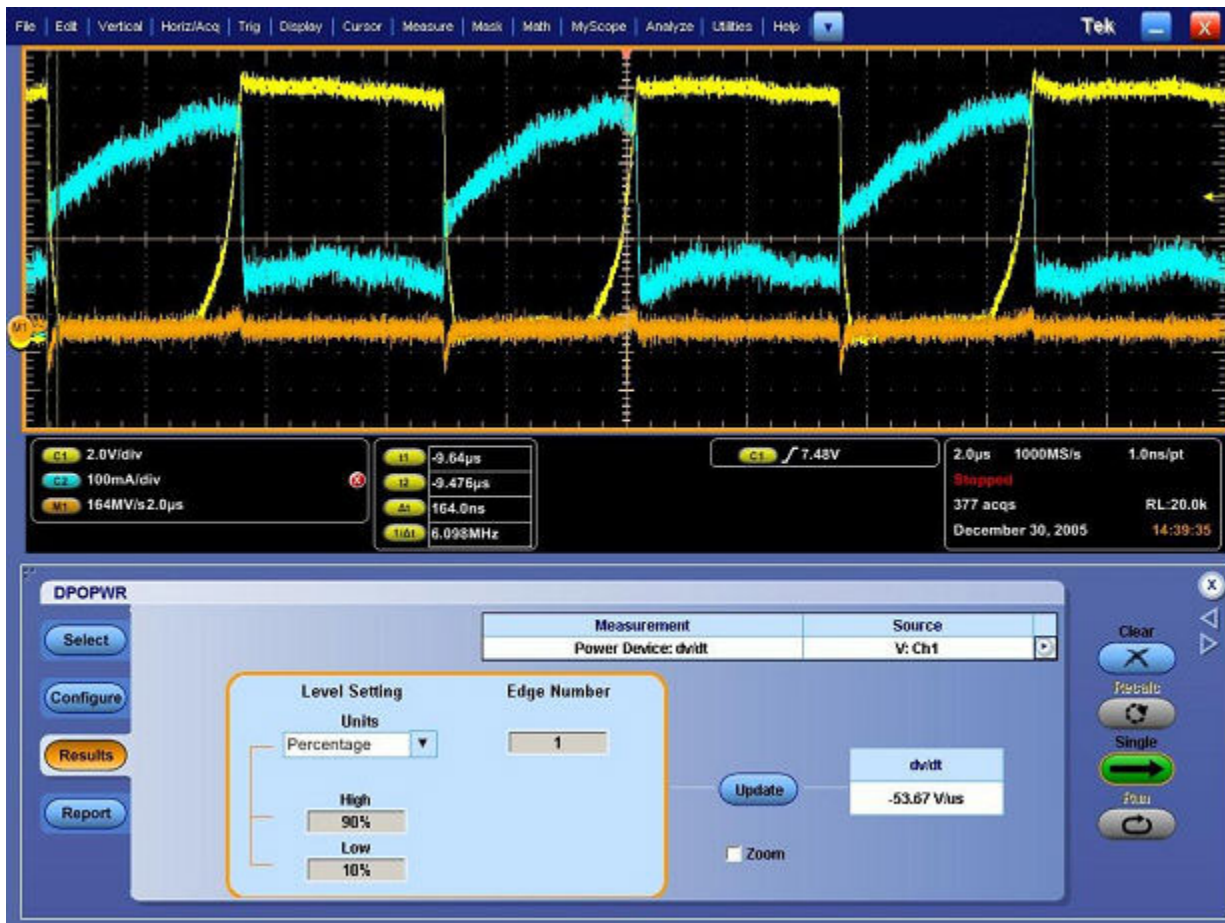 File | Edit | Vertical | Horiz/Acq | Trig | Display | Cursor | Measure | Mask | Math | MyScope | Analyze | Utilities | Help
Tek
X
M1
C1 2.0V/div
C2 100mA/div
M1 164MV/s 2.0µs
t1 -9.64µs
t2 -9.476µs
Δt 164.0ns
1/Δt 6.098MHz
C1 7.48V
2.0µs 1000MS/s 1.0ns/pt
Stopped
377 acqs RL:20.0k
December 30, 2005 14:39:35
DPOPWR
Select
Configure
Results
Report
Measurement Source
Power Device: dv/dt V: Ch1
Level Setting Edge Number
Units
Percentage 1
High
90%
Low
10%
Update
Zoom
dv/dt
-53.67 V/us
X
Clear
Recalc
Single
Run